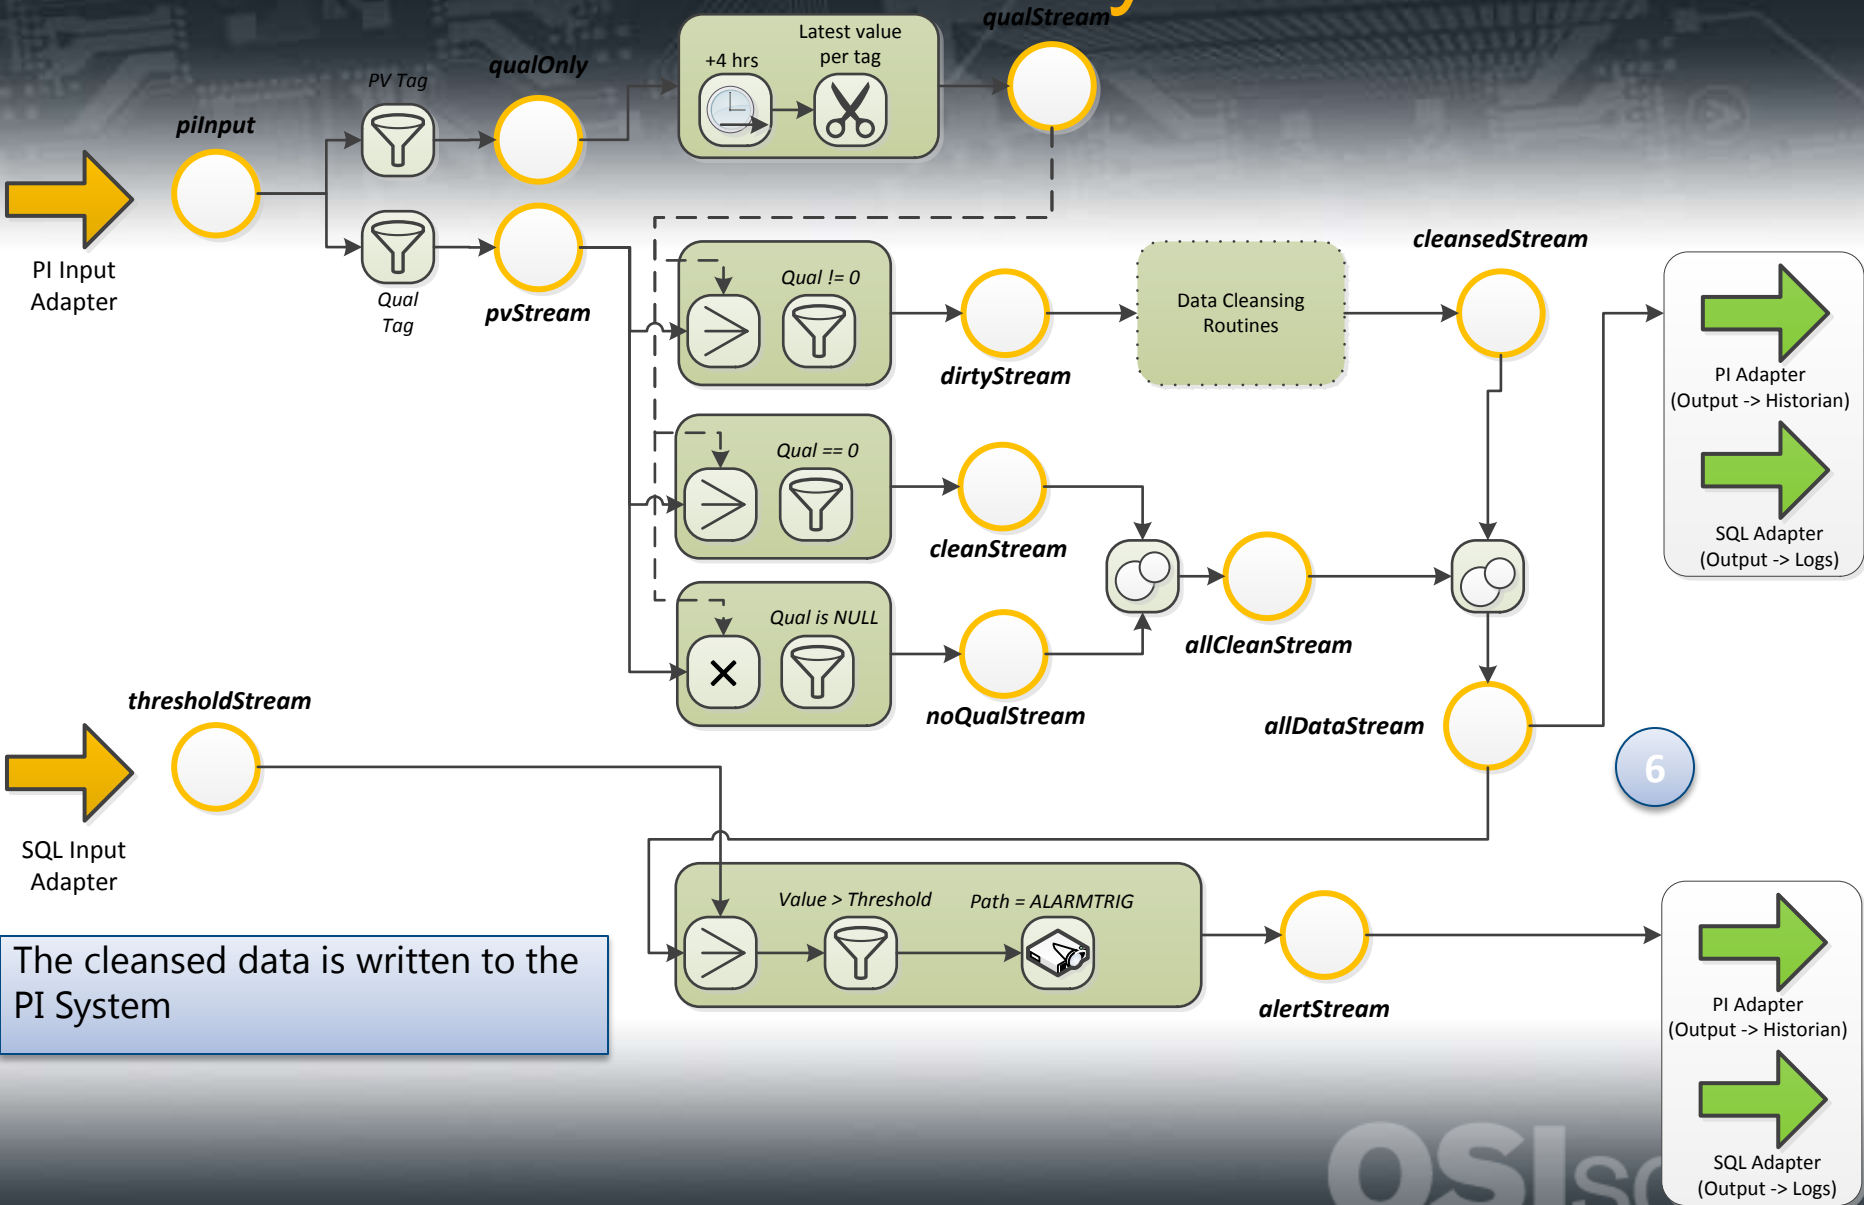 qualStream
Latest value
per tag
+4 hrs
qualOnly
PV Tag
piInput
PI Input
Adapter
Qual
Tag
pvStream
Qual != 0
dirtyStream
Data Cleansing
Routines
cleansedStream
PI Adapter
(Output -> Historian)
SQL Adapter
(Output -> Logs)
Qual == 0
cleanStream
Qual is NULL
noQualStream
allCleanStream
allDataStream
6
thresholdStream
SQL Input
Adapter
Value > Threshold
Path = ALARMTRIG
alertStream
The cleansed data is written to the
PI System
PI Adapter
(Output -> Historian)
SQL Adapter
(Output -> Logs)
OSIso